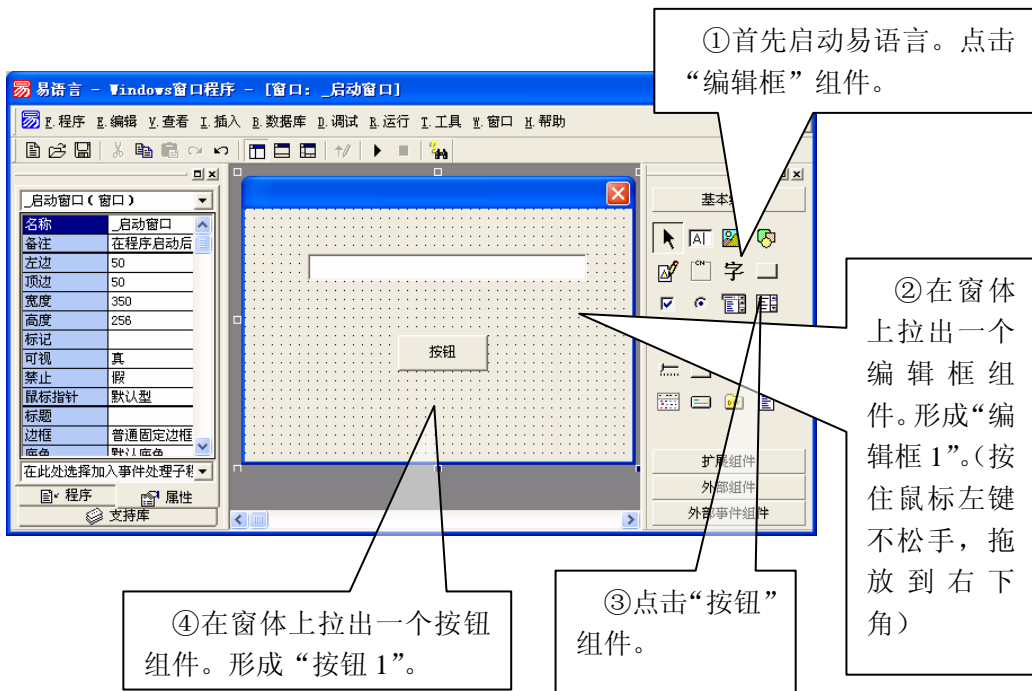 ①首先启动易语言。点击
“编辑框”组件。
易语言 - Windows窗口程序 - [窗口: _启动窗口]
F.程序 E.编辑 V.查看 I.插入 B.数据库 D.调试 R.运行 T.工具 W.窗口 H.帮助
_启动窗口(窗口)
名称 _启动窗口
备注 在程序启动后
左边 50
顶边 50
宽度 350
高度 256
标记
可视 真
禁止 假
鼠标指针 默认型
标题
边框 普通固定边框
底色 默认底色
在此处选择加入事件处理子程
程序 属性
支持库
按钮
基本
扩展组件
外部组件
外部事件组件
②在窗体
上拉出一个
编辑框组
件。形成“编
辑框1”。(按
住鼠标左键
不松手，拖
放到右下
角）
③点击“按钮”
组件。
④在窗体上拉出一个按钮
组件。形成“按钮1”。